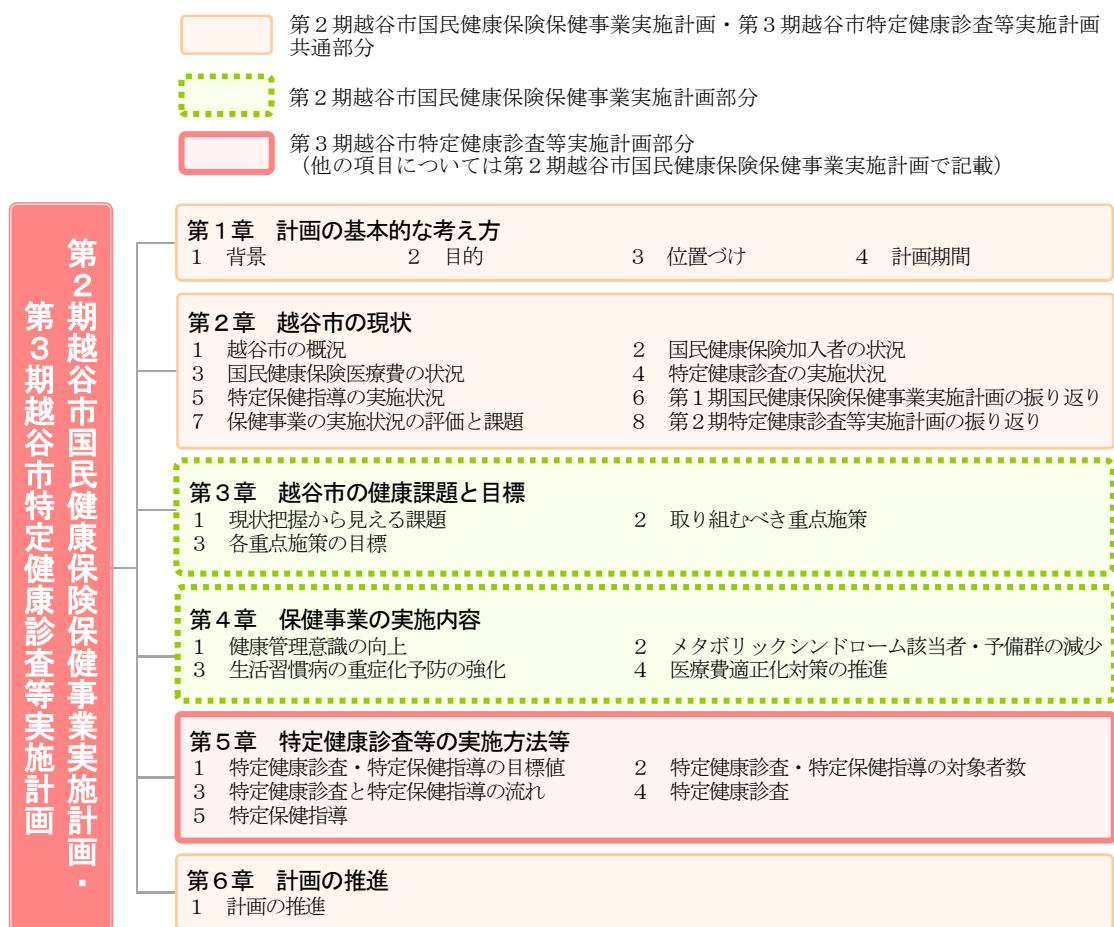 第２期越谷市国民健康保険保健事業実施計画・第３期越谷市特定健康診査等実施計画
共通部分
第２期越谷市国民健康保険保健事業実施計画部分
第３期越谷市特定健康診査等実施計画部分
（他の項目については第２期越谷市国民健康保険保健事業実施計画で記載）
第２期越谷市国民健康保険保健事業実施計画・
第３期越谷市特定健康診査等実施計画
第１章　計画の基本的な考え方
１　背景　２　目的　３　位置づけ　４　計画期間
第２章　越谷市の現状
１　越谷市の概況　２　国民健康保険加入者の状況
３　国民健康保険医療費の状況　４　特定健康診査の実施状況
５　特定保健指導の実施状況　６　第１期国民健康保険保健事業実施計画の振り返り
７　保健事業の実施状況の評価と課題　８　第２期特定健康診査等実施計画の振り返り
第３章　越谷市の健康課題と目標
１　現状把握から見える課題　２　取り組むべき重点施策
３　各重点施策の目標
第４章　保健事業の実施内容
１　健康管理意識の向上　２　メタボリックシンドローム該当者・予備群の減少
３　生活習慣病の重症化予防の強化　４　医療費適正化対策の推進
第５章　特定健康診査等の実施方法等
１　特定健康診査・特定保健指導の目標値　２　特定健康診査・特定保健指導の対象者数
３　特定健康診査と特定保健指導の流れ　４　特定健康診査
５　特定保健指導
第６章　計画の推進
１　計画の推進